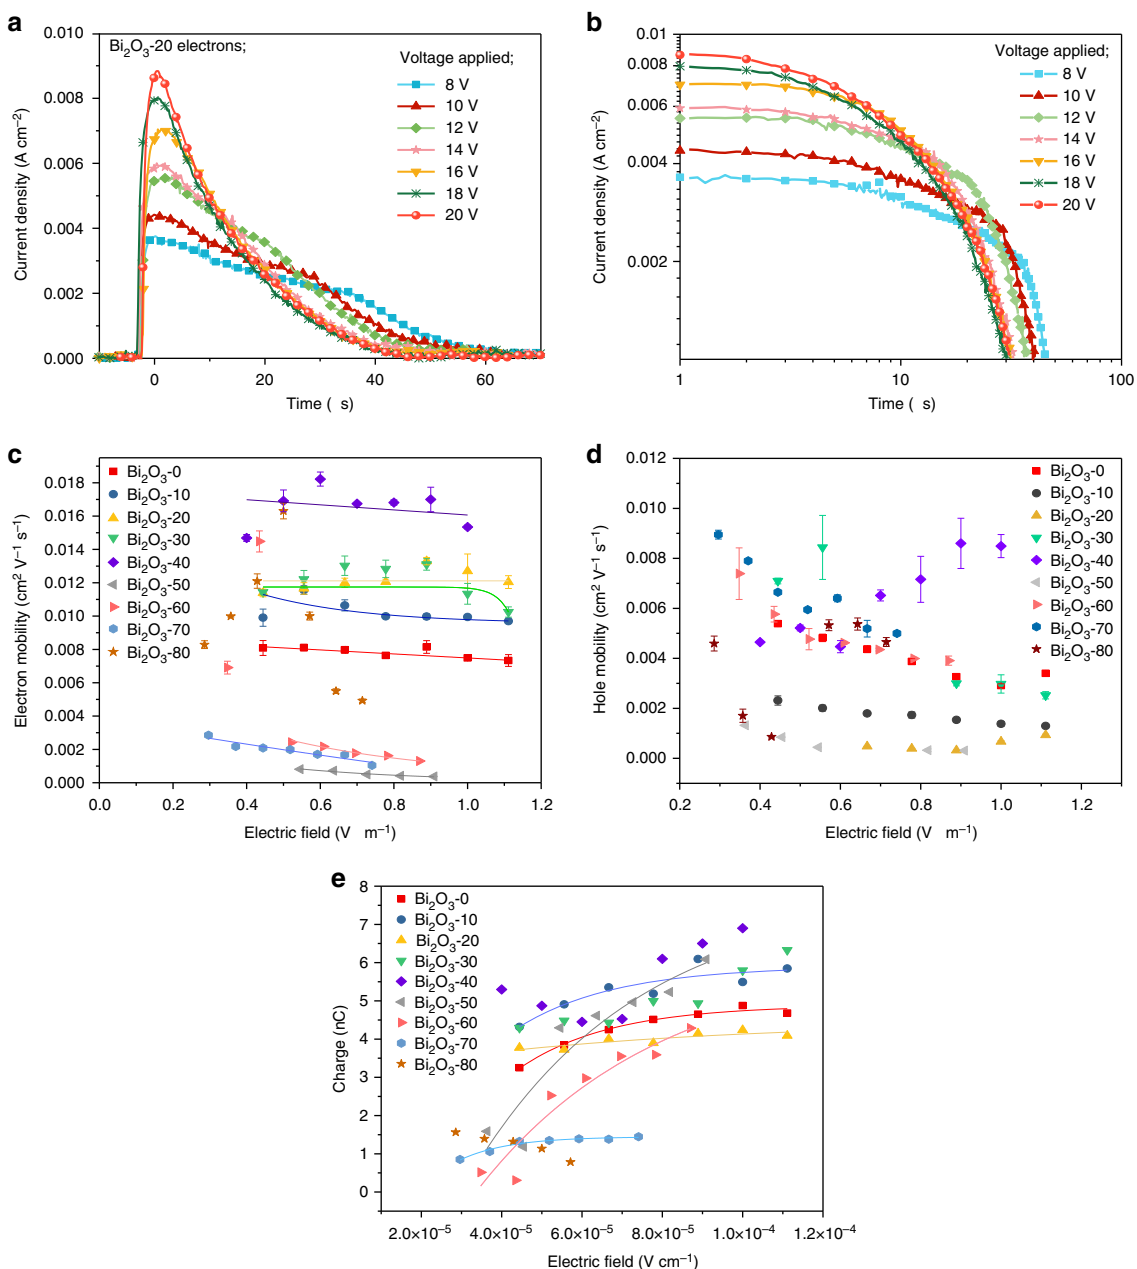 a
Bi₂O₃-20 electrons;
Voltage applied;
8 V
10 V
12 V
14 V
16 V
18 V
20 V
0.010
0.008
0.006
0.004
0.002
0.000
Current density (A cm⁻²)
0
20
40
60
Time ( s)
b
Voltage applied;
8 V
10 V
12 V
14 V
16 V
18 V
20 V
0.01
0.008
0.006
0.004
0.002
Current density (A cm⁻²)
1
10
100
Time ( s)
c
Bi₂O₃-0
Bi₂O₃-10
Bi₂O₃-20
Bi₂O₃-30
Bi₂O₃-40
Bi₂O₃-50
Bi₂O₃-60
Bi₂O₃-70
Bi₂O₃-80
0.018
0.016
0.014
0.012
0.010
0.008
0.006
0.004
0.002
0.000
Electron mobility (cm² V⁻¹ s⁻¹)
0.0
0.2
0.4
0.6
0.8
1.0
1.2
Electric field (V m⁻¹)
d
Bi₂O₃-0
Bi₂O₃-10
Bi₂O₃-20
Bi₂O₃-30
Bi₂O₃-40
Bi₂O₃-50
Bi₂O₃-60
Bi₂O₃-70
Bi₂O₃-80
0.012
0.010
0.008
0.006
0.004
0.002
0.000
Hole mobility (cm² V⁻¹ s⁻¹)
0.2
0.4
0.6
0.8
1.0
1.2
Electric field (V m⁻¹)
e
Bi₂O₃-0
Bi₂O₃-10
Bi₂O₃-20
Bi₂O₃-30
Bi₂O₃-40
Bi₂O₃-50
Bi₂O₃-60
Bi₂O₃-70
Bi₂O₃-80
8
7
6
5
4
3
2
1
0
Charge (nC)
2.0×10⁻⁵
4.0×10⁻⁵
6.0×10⁻⁵
8.0×10⁻⁵
1.0×10⁻⁴
1.2×10⁻⁴
Electric field (V cm⁻¹)